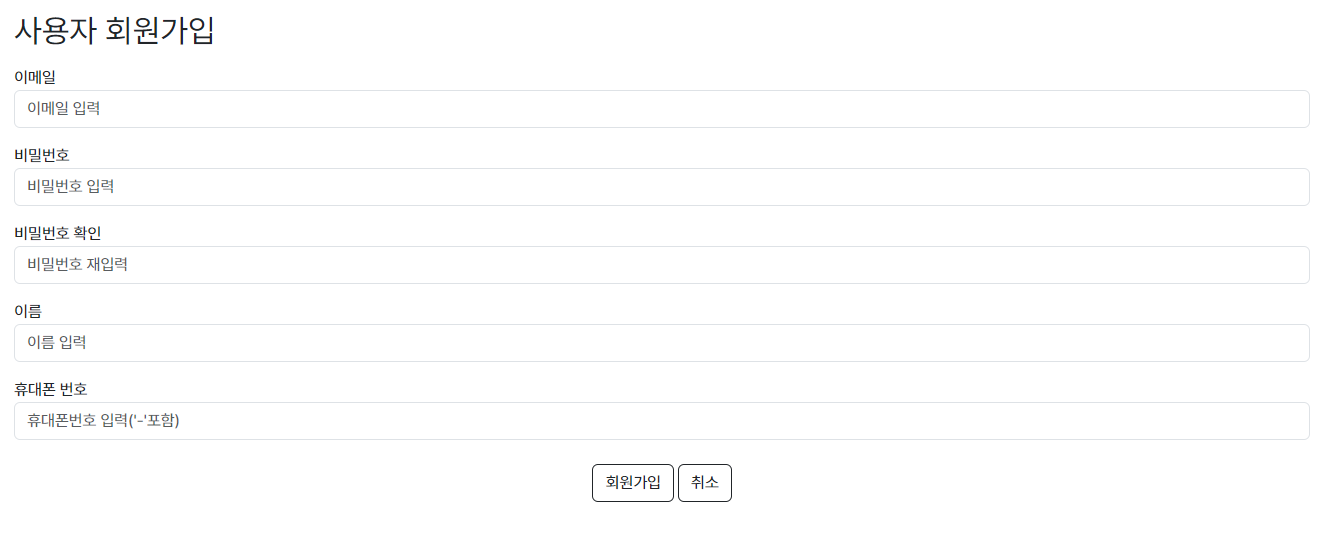 사용자 회원가입
이메일
이메일 입력
비밀번호
비밀번호 입력
비밀번호 확인
비밀번호 재입력
이름
이름 입력
휴대폰 번호
휴대폰번호 입력('-'포함)
회원가입 취소